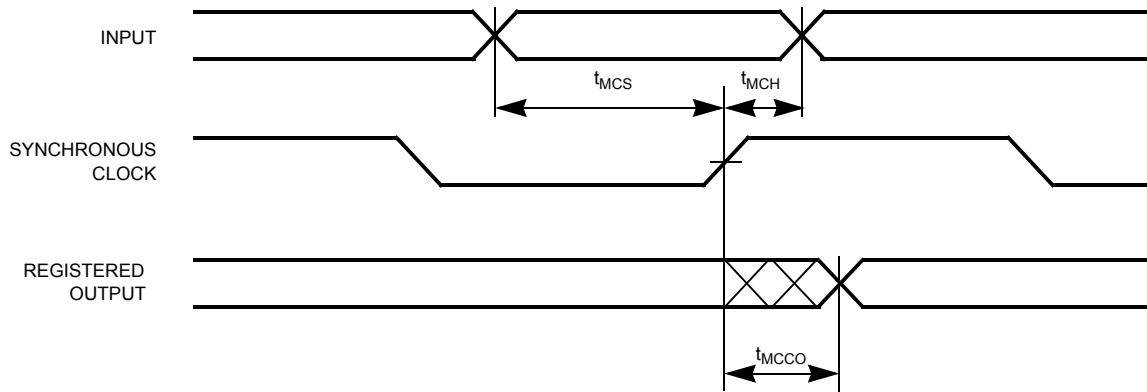 INPUT
tMCS
tMCH
SYNCHRONOUS
CLOCK
REGISTERED
OUTPUT
tMCCO